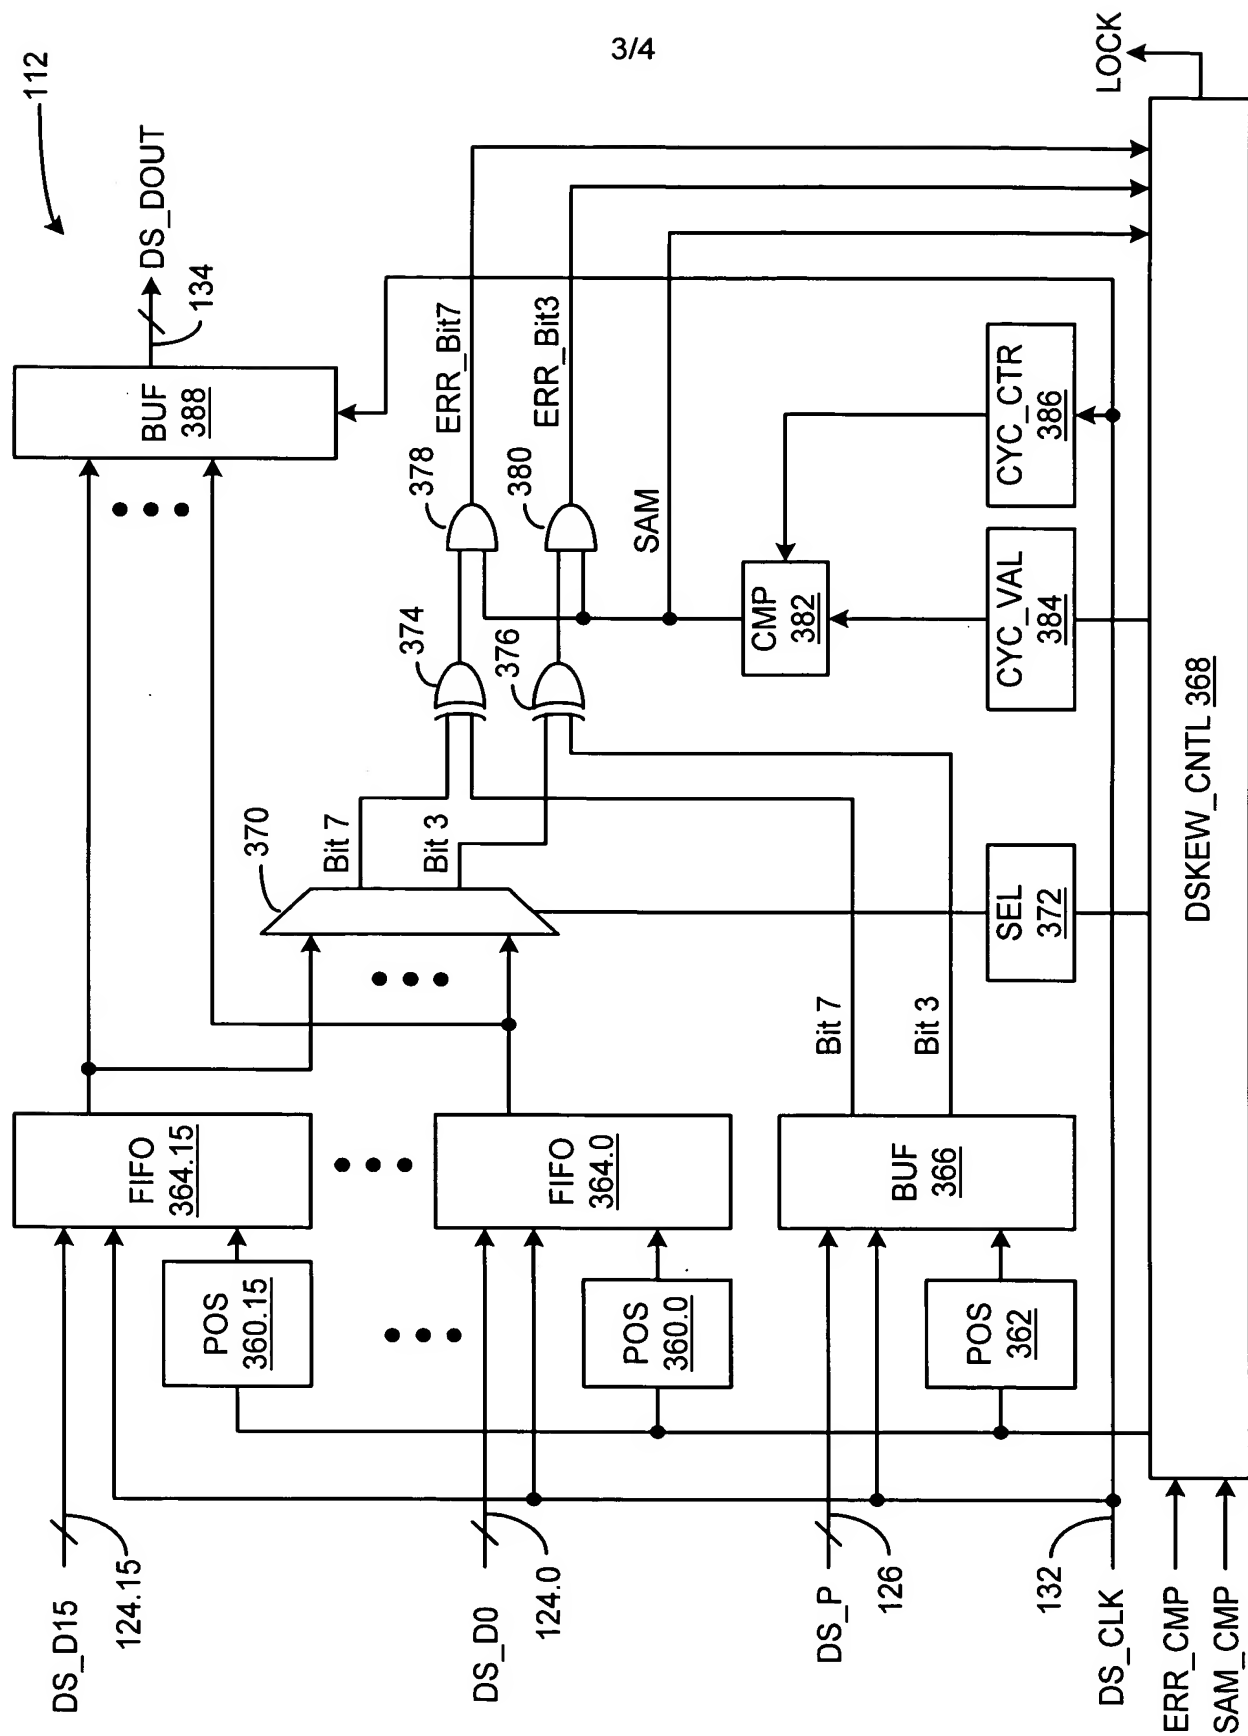 3/4
112
DS_D15
124.15
FIFO
364.15
POS
360.15
BUF
388
DS_DOUT
134
DS_D0
124.0
FIFO
364.0
POS
360.0
370
Bit 7
Bit 3
374
376
378
380
ERR_Bit7
ERR_Bit3
SAM
DS_P
126
BUF
366
POS
362
Bit 7
Bit 3
SEL
372
CMP
382
CYC_VAL
384
CYC_CTR
386
DS_CLK
132
ERR_CMP
SAM_CMP
DSKEW_CNTL 368
LOCK